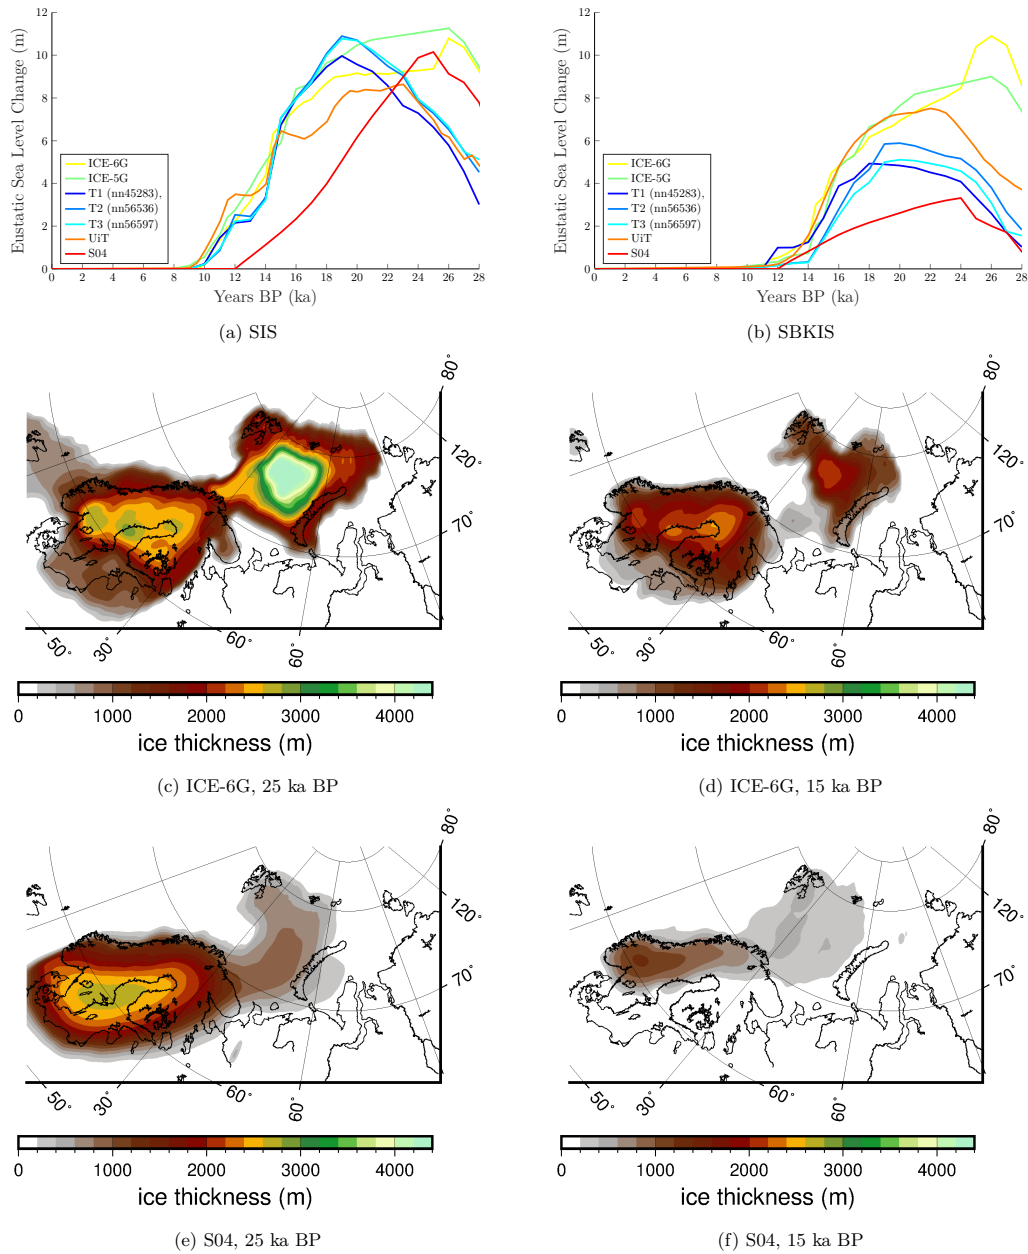 Eustatic Sea Level Change (m)
12
10
8
6
4
2
0
ICE-6G
ICE-5G
T1 (nn45283),
T2 (nn56536)
T3 (nn56597)
UiT
S04
0 2 4 6 8 10 12 14 16 18 20 22 24 26 28
Years BP (ka)
(a) SIS
Eustatic Sea Level Change (m)
12
10
8
6
4
2
0
ICE-6G
ICE-5G
T1 (nn45283),
T2 (nn56536)
T3 (nn56597)
UiT
S04
0 2 4 6 8 10 12 14 16 18 20 22 24 26 28
Years BP (ka)
(b) SBKIS
80°
120°
70°
50° 30° 60° 60°
0 1000 2000 3000 4000
ice thickness (m)
(c) ICE-6G, 25 ka BP
80°
120°
70°
50° 30° 60° 60°
0 1000 2000 3000 4000
ice thickness (m)
(d) ICE-6G, 15 ka BP
80°
120°
70°
50° 30° 60° 60°
0 1000 2000 3000 4000
ice thickness (m)
(e) S04, 25 ka BP
80°
120°
70°
50° 30° 60° 60°
0 1000 2000 3000 4000
ice thickness (m)
(f) S04, 15 ka BP